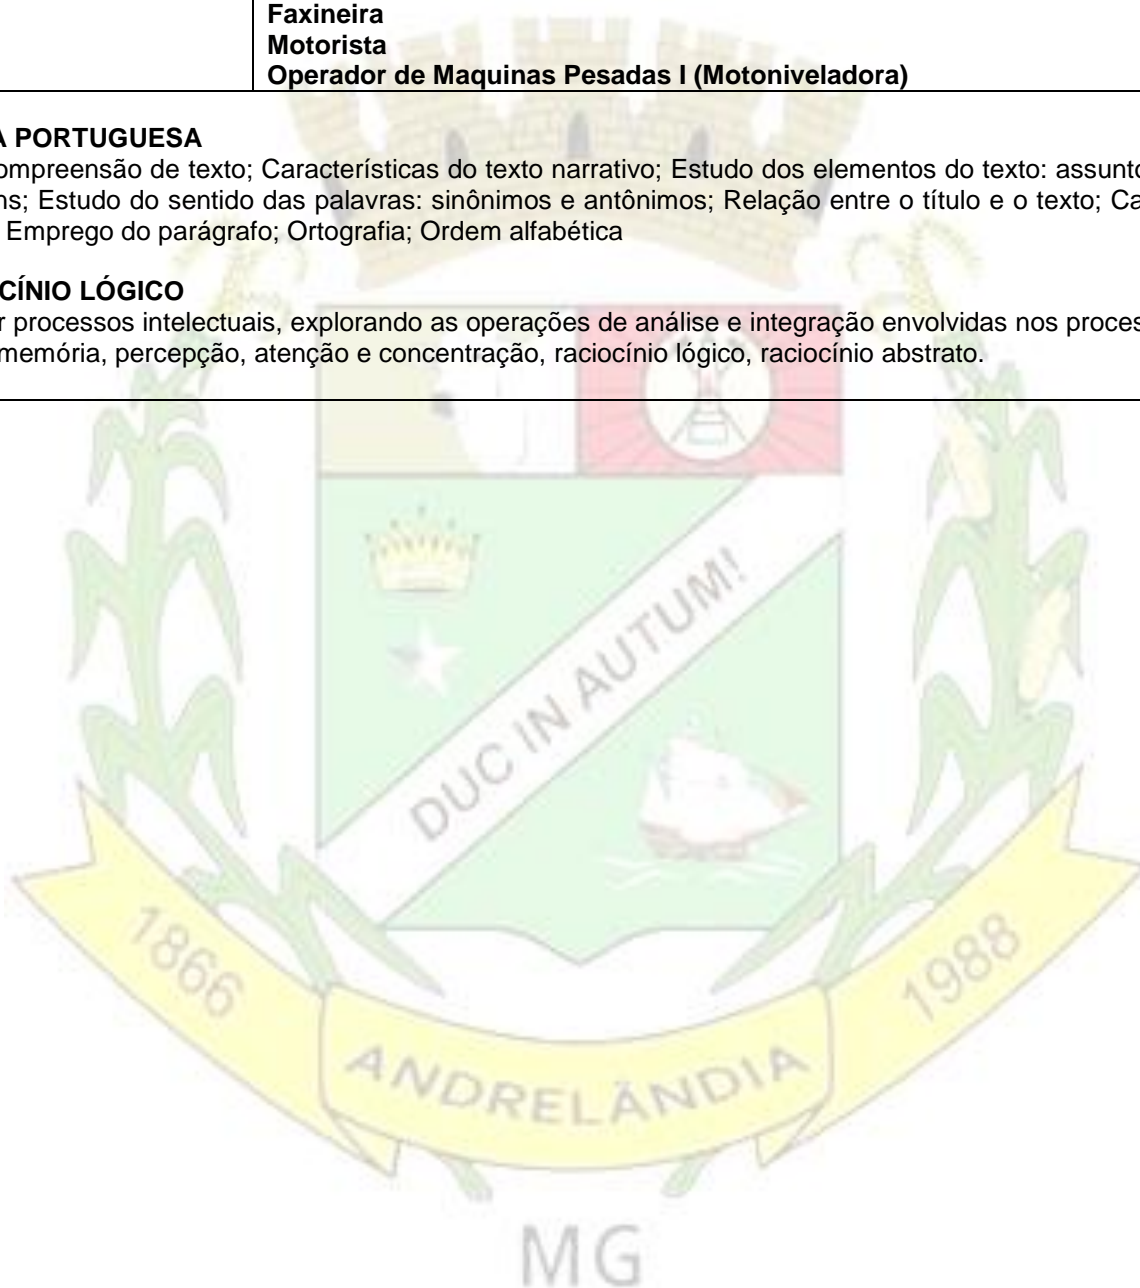 Faxineira
Motorista
Operador de Maquinas Pesadas I (Motoniveladora)
A PORTUGUESA
ompreensão de texto; Características do texto narrativo; Estudo dos elementos do texto: assunto
ns; Estudo do sentido das palavras: sinônimos e antônimos; Relação entre o título e o texto; Ca
Emprego do parágrafo; Ortografia; Ordem alfabética
CÍNIO LÓGICO
r processos intelectuais, explorando as operações de análise e integração envolvidas nos proces
memória, percepção, atenção e concentração, raciocínio lógico, raciocínio abstrato.
DUC IN AUTUM!
1866
ANDRELÂNDIA
1988
MG